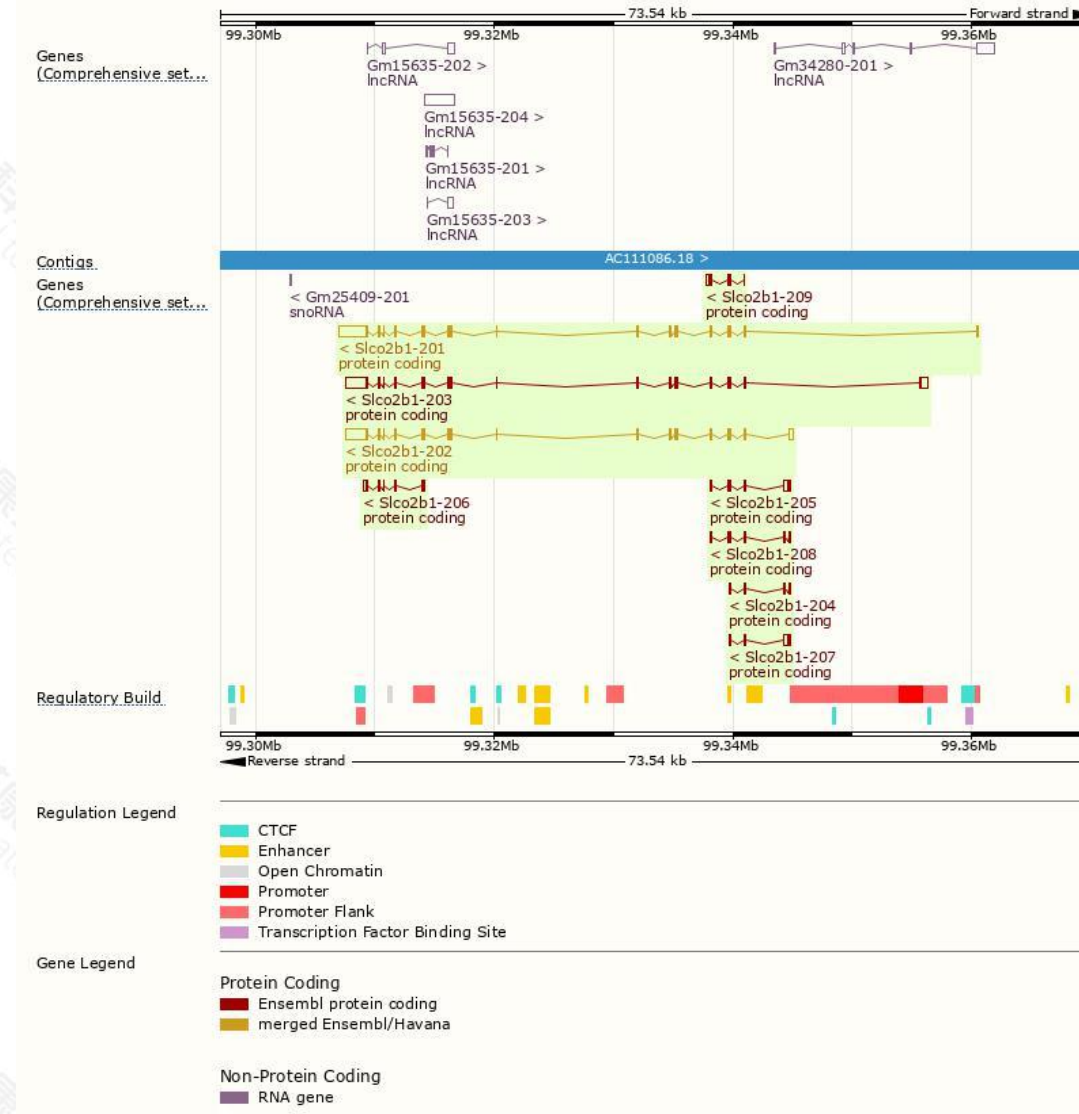 73.54 kb
Forward strand
99.30Mb 99.32Mb 99.34Mb 99.36Mb
Genes
(Comprehensive set...
Gm15635-202 >
lncRNA
Gm34280-201 >
lncRNA
Gm15635-204 >
lncRNA
Gm15635-201 >
lncRNA
Gm15635-203 >
lncRNA
Contigs
AC111086.18 >
Genes
(Comprehensive set...
< Gm25409-201
snoRNA
< Slco2b1-209
protein coding
< Slco2b1-201
protein coding
< Slco2b1-203
protein coding
< Slco2b1-202
protein coding
< Slco2b1-206
protein coding
< Slco2b1-205
protein coding
< Slco2b1-208
protein coding
< Slco2b1-204
protein coding
< Slco2b1-207
protein coding
Regulatory Build
99.30Mb 99.32Mb 99.34Mb 99.36Mb
Reverse strand
73.54 kb
Regulation Legend
CTCF
Enhancer
Open Chromatin
Promoter
Promoter Flank
Transcription Factor Binding Site
Gene Legend
Protein Coding
Ensembl protein coding
merged Ensembl/Havana
Non-Protein Coding
RNA gene